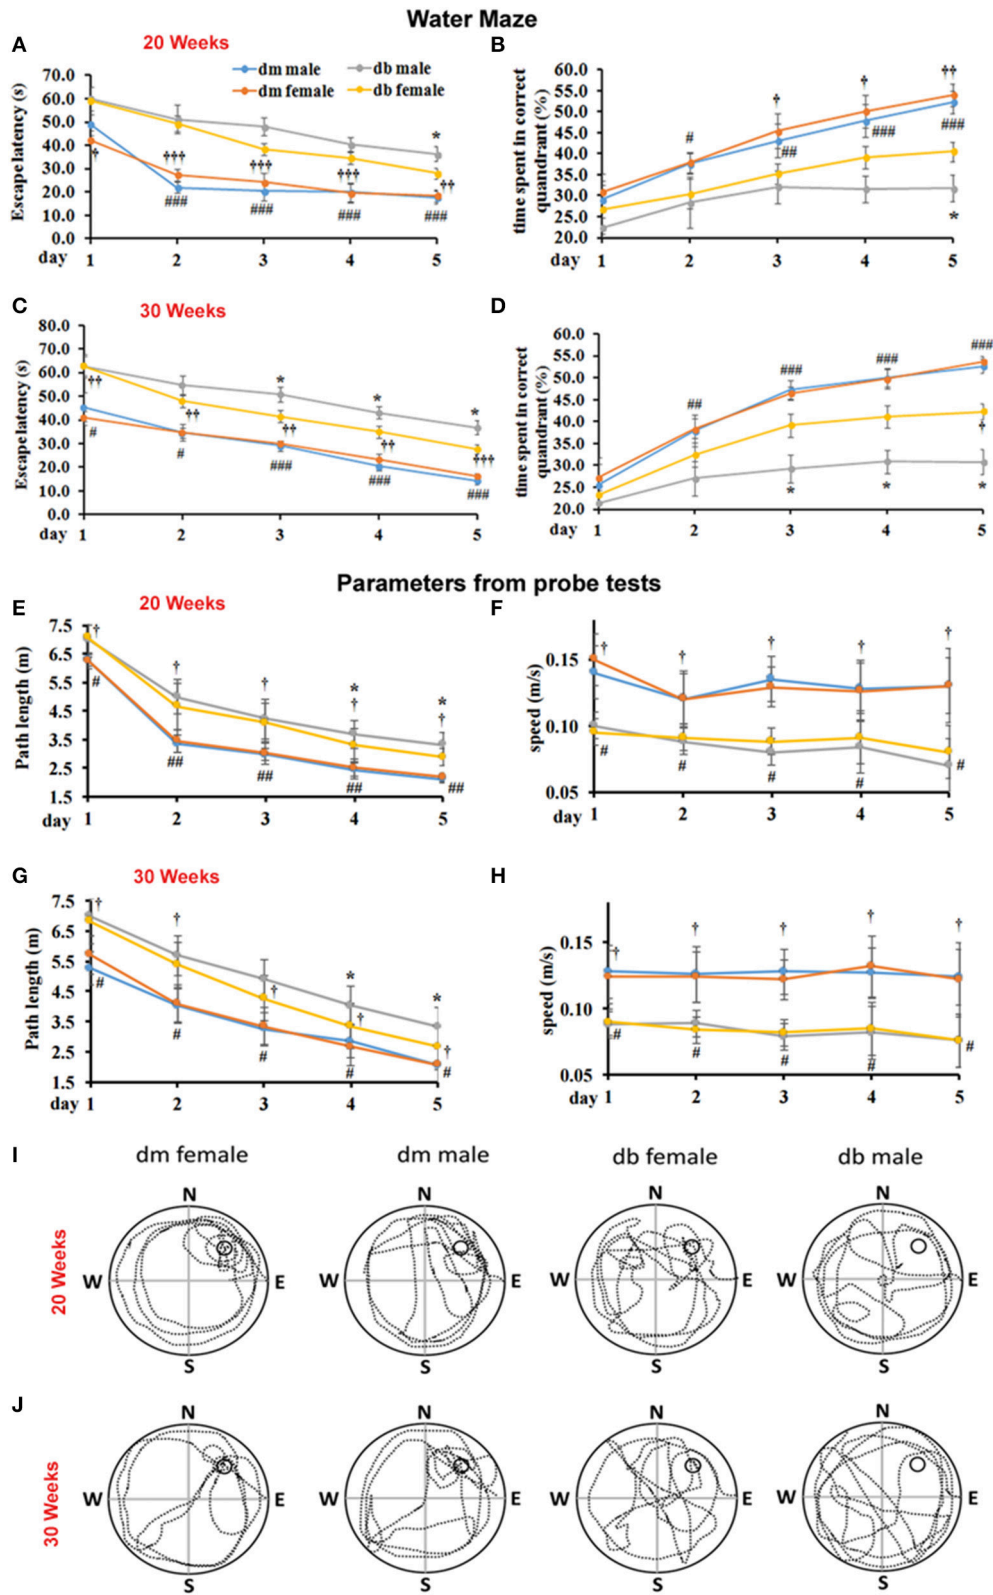 Water Maze
A
20 Weeks
dm male
db male
dm female
db female
Escape latency (s)
70.0
60.0
50.0
40.0
30.0
20.0
10.0
0.0
†
†††
†††
†††
*
††
###
###
###
###
day
1 2 3 4 5
B
time spent in correct
quadrant (%)
60.0
55.0
50.0
45.0
40.0
35.0
30.0
25.0
20.0
#
†
†
††
##
###
###
*
1 2 3 4 5
C
30 Weeks
Escape latency (s)
80.0
70.0
60.0
50.0
40.0
30.0
20.0
10.0
0.0
††
*
*
*
††
††
††
†††
#
#
###
###
###
day
1 2 3 4 5
D
time spent in correct
quadrant (%)
60.0
55.0
50.0
45.0
40.0
35.0
30.0
25.0
20.0
##
###
###
###
†
*
*
*
1 2 3 4 5
Parameters from probe tests
E
20 Weeks
Path length (m)
7.5
6.5
5.5
4.5
3.5
2.5
1.5
†
†
†
*
†
*
†
#
##
##
##
##
day
1 2 3 4 5
F
speed (m/s)
0.15
0.10
0.05
†
†
†
†
†
#
#
#
#
#
1 2 3 4 5
G
30 Weeks
Path length (m)
7.5
6.5
5.5
4.5
3.5
2.5
1.5
†
†
†
*
†
*
†
#
#
#
#
#
day
1 2 3 4 5
H
speed (m/s)
0.15
0.10
0.05
†
†
†
†
†
#
#
#
#
#
day
1 2 3 4 5
I
dm female
dm male
db female
db male
20 Weeks
N
W E
S
N
W E
S
N
W E
S
N
W E
S
J
30 Weeks
N
W E
S
N
W E
S
N
W E
S
N
W E
S